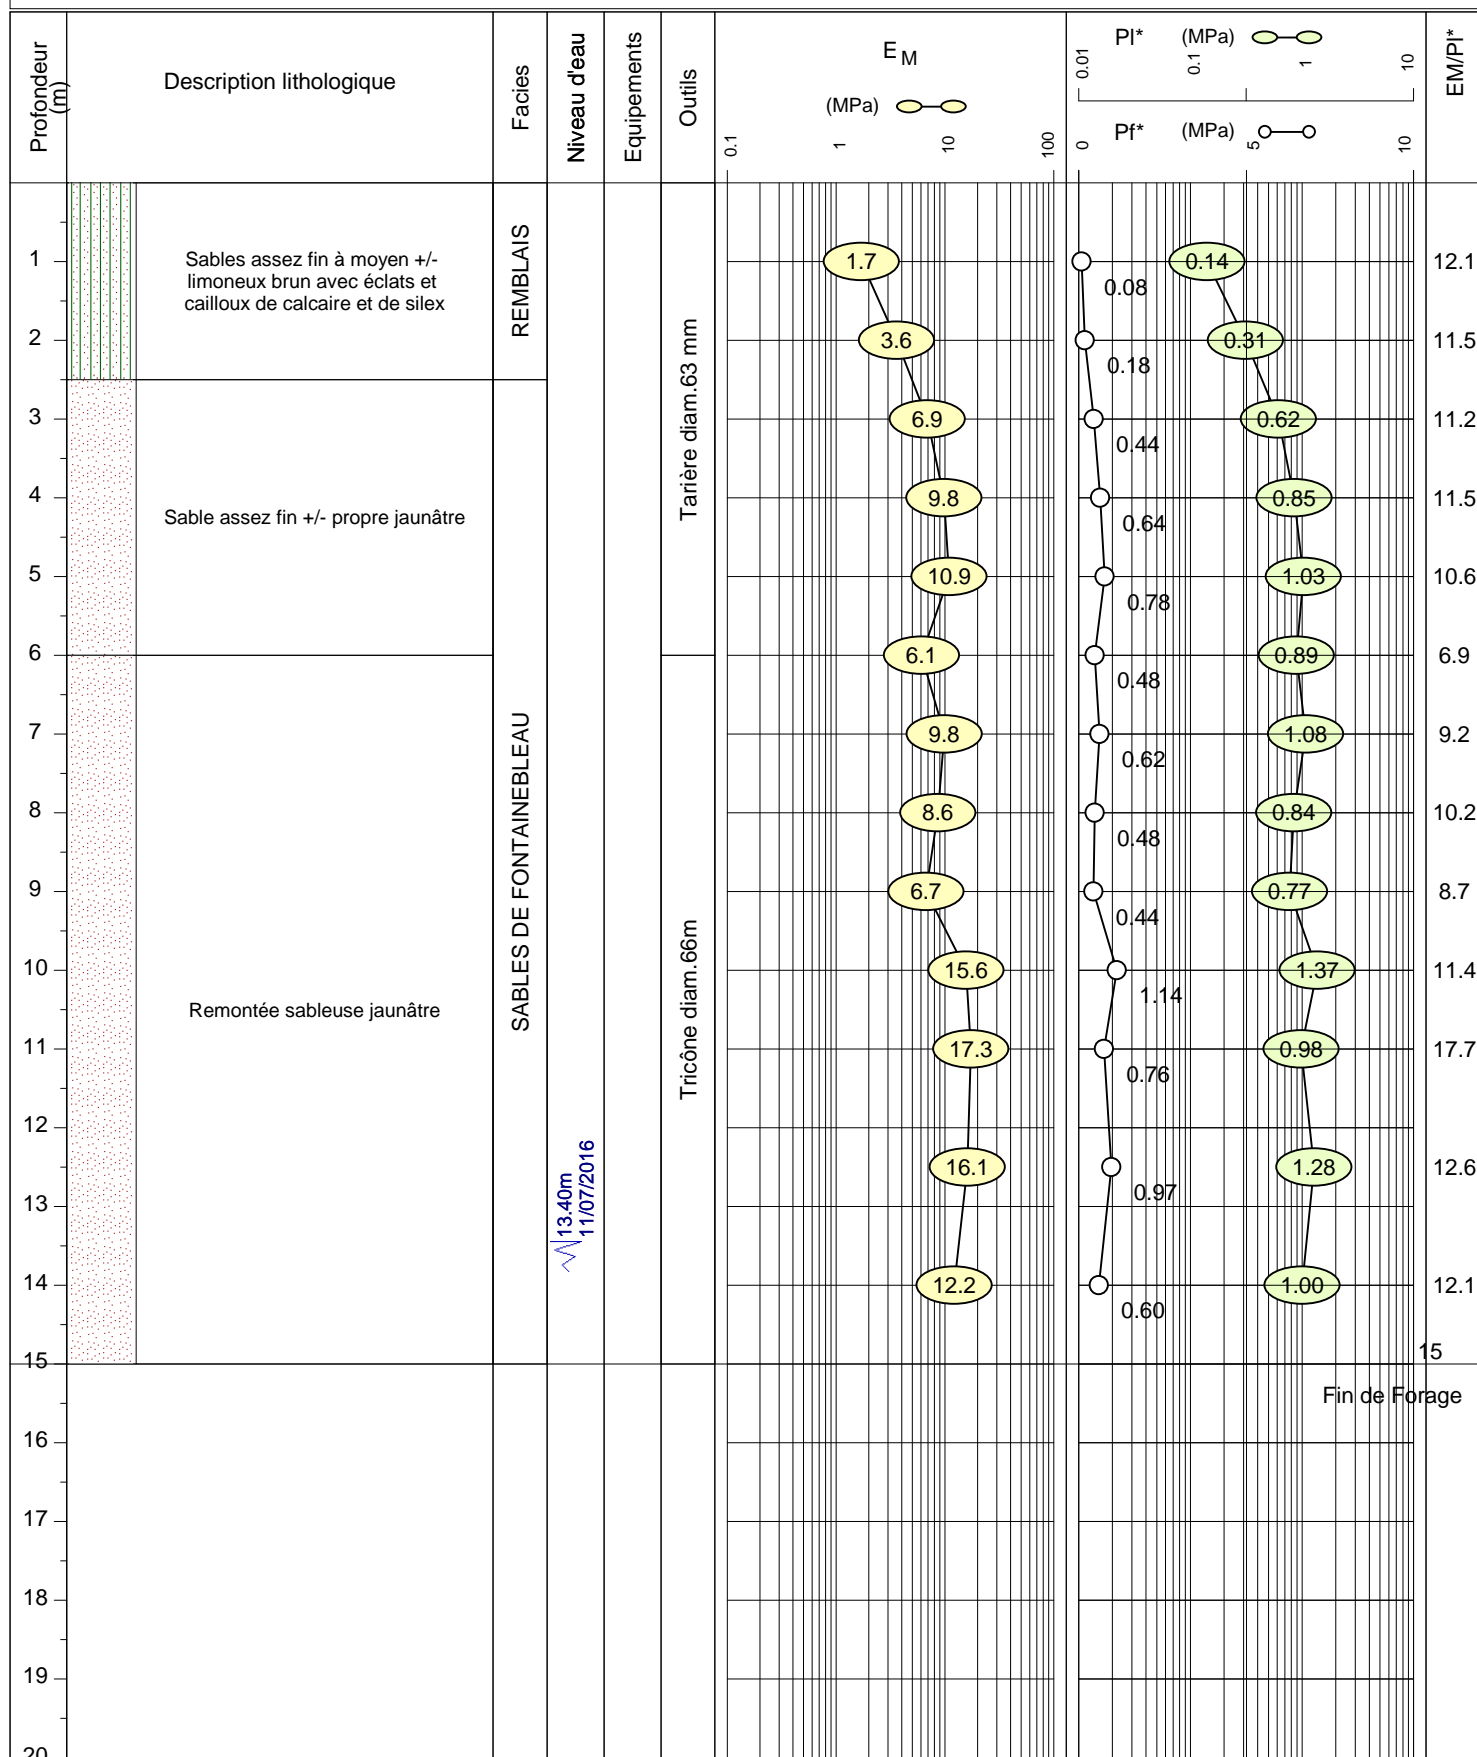 Profondeur
(m)
Description lithologique
Facies
Niveau d'eau
Equipements
Outils
E M
(MPa)
0.1
1
10
100
Pl* (MPa)
0.01
0.1
1
10
Pf* (MPa)
0
5
10
EM/Pl*
Sables assez fin à moyen +/-
limoneux brun avec éclats et
cailloux de calcaire et de silex
REMBLAIS
Sable assez fin +/- propre jaunâtre
Remontée sableuse jaunâtre
SABLES DE FONTAINEBLEAU
13.40m
11/07/2016
Tarière diam.63 mm
Tricône diam.66m
1 1.7 0.08 0.14 12.1
2 3.6 0.18 0.31 11.5
3 6.9 0.44 0.62 11.2
4 9.8 0.64 0.85 11.5
5 10.9 0.78 1.03 10.6
6 6.1 0.48 0.89 6.9
7 9.8 0.62 1.08 9.2
8 8.6 0.48 0.84 10.2
9 6.7 0.44 0.77 8.7
10 15.6 1.14 1.37 11.4
11 17.3 0.76 0.98 17.7
12
16.1 0.97 1.28 12.6
13
14 12.2 0.60 1.00 12.1
15 15
Fin de Forage
16
17
18
19
20